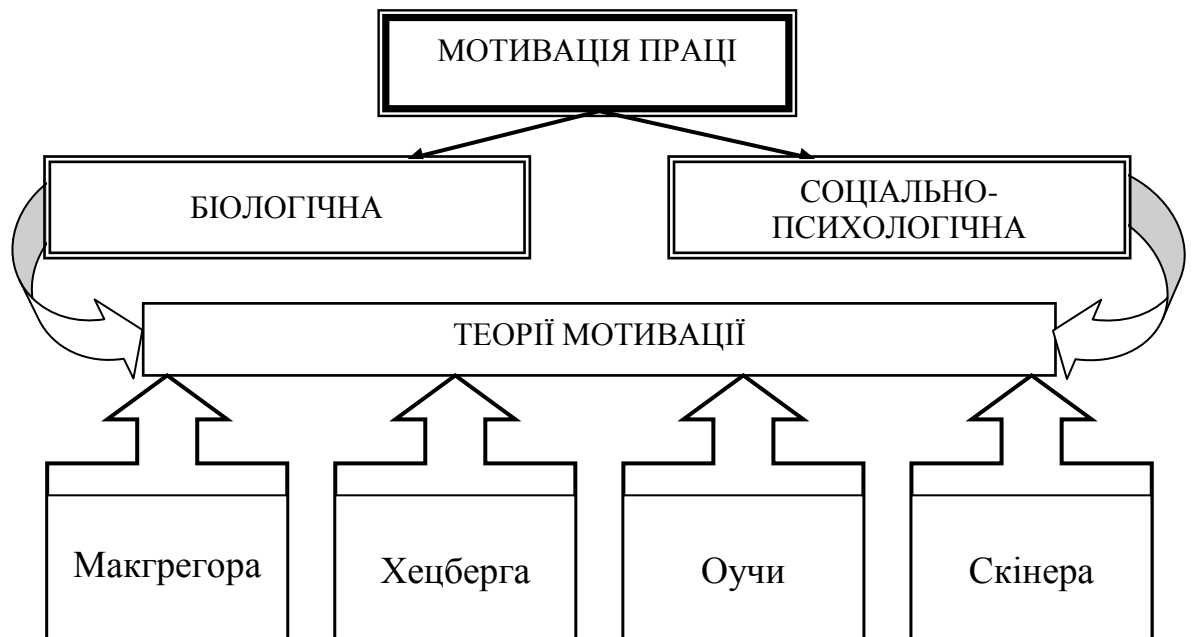 МОТИВАЦІЯ ПРАЦІ
БІОЛОГІЧНА
СОЦІАЛЬНО-
ПСИХОЛОГІЧНА
ТЕОРІЇ МОТИВАЦІЇ
Макгрегора
Хецберга
Оучи
Скінера